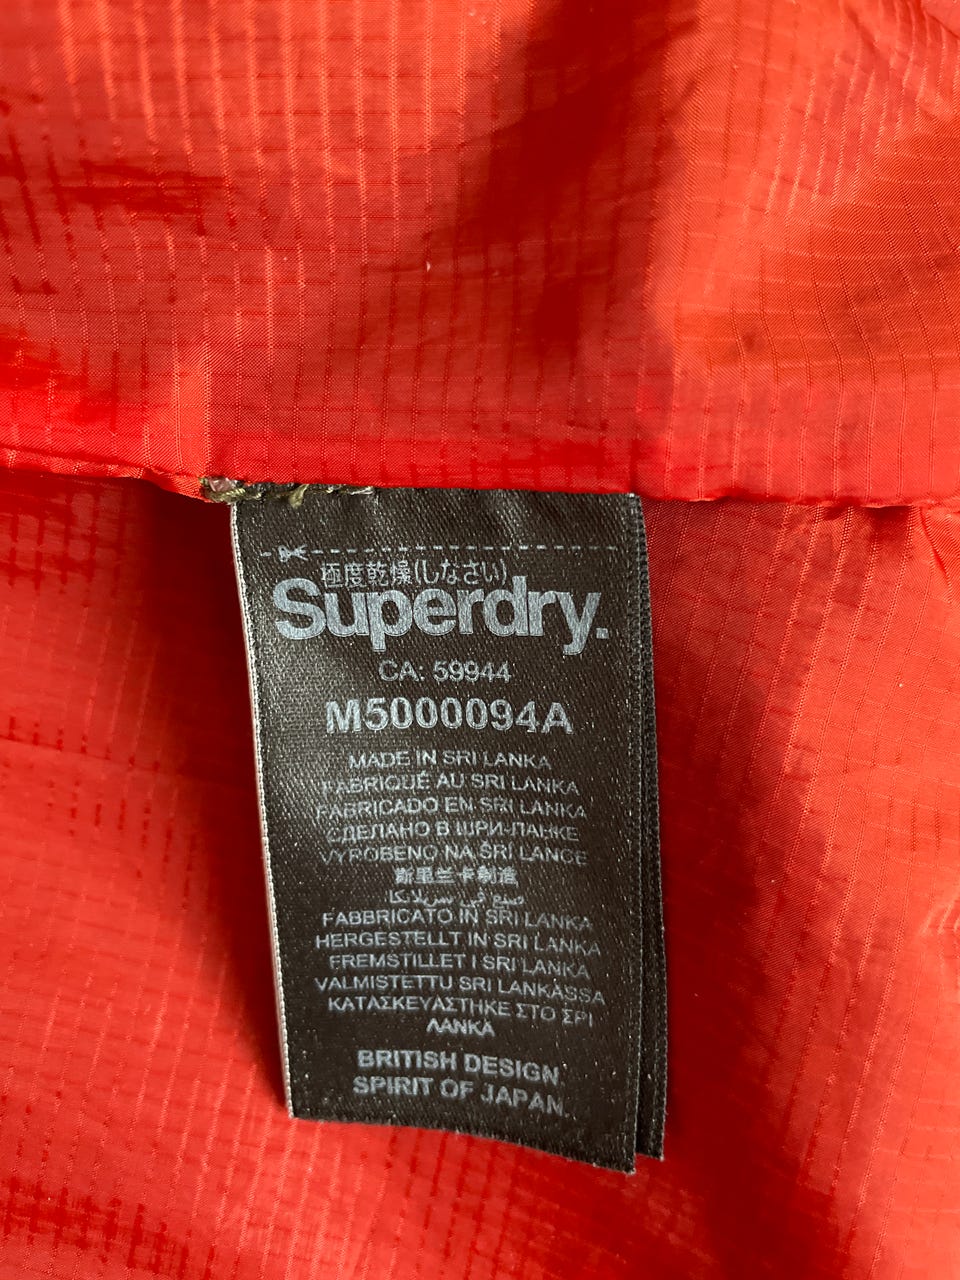 極度乾燥(しなさい)
Superdry.
CA: 59944
M5000094A
MADE IN SRI LANKA
FABRIQUÉ AU SRI LANKA
FABRICADO EN SRI LANKA
СДЕЛАНО В ШРИ-ЛАНКЕ
VYROBENO NA SRÍ LANCE
斯里兰卡制造
صنع في سريلانكا
FABBRICATO IN SRI LANKA
HERGESTELLT IN SRI LANKA
FREMSTILLET I SRI LANKA
VALMISTETTU SRI LANKASSA
ΚΑΤΑΣΚΕΥΑΣΤΗΚΕ ΣΤΟ ΣΡΙ
ΛΑΝΚΑ
BRITISH DESIGN.
SPIRIT OF JAPAN.